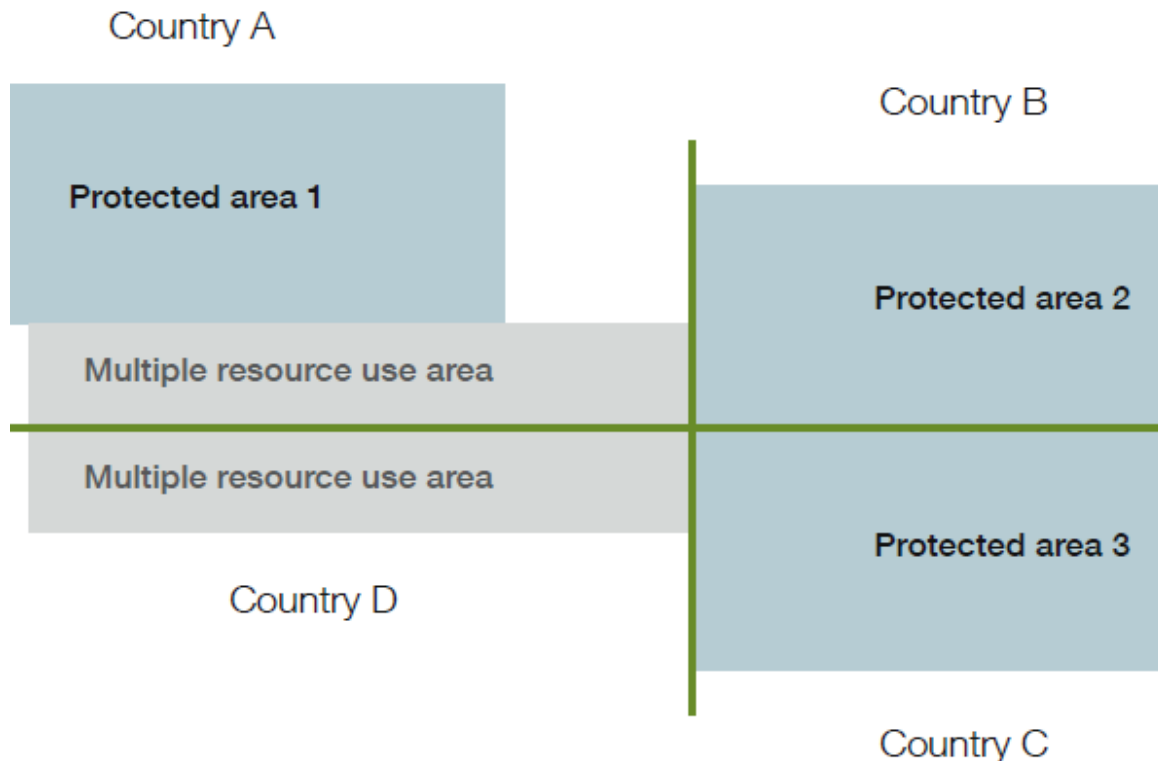 Country A
Country B
Protected area 1
Protected area 2
Multiple resource use area
Multiple resource use area
Protected area 3
Country D
Country C